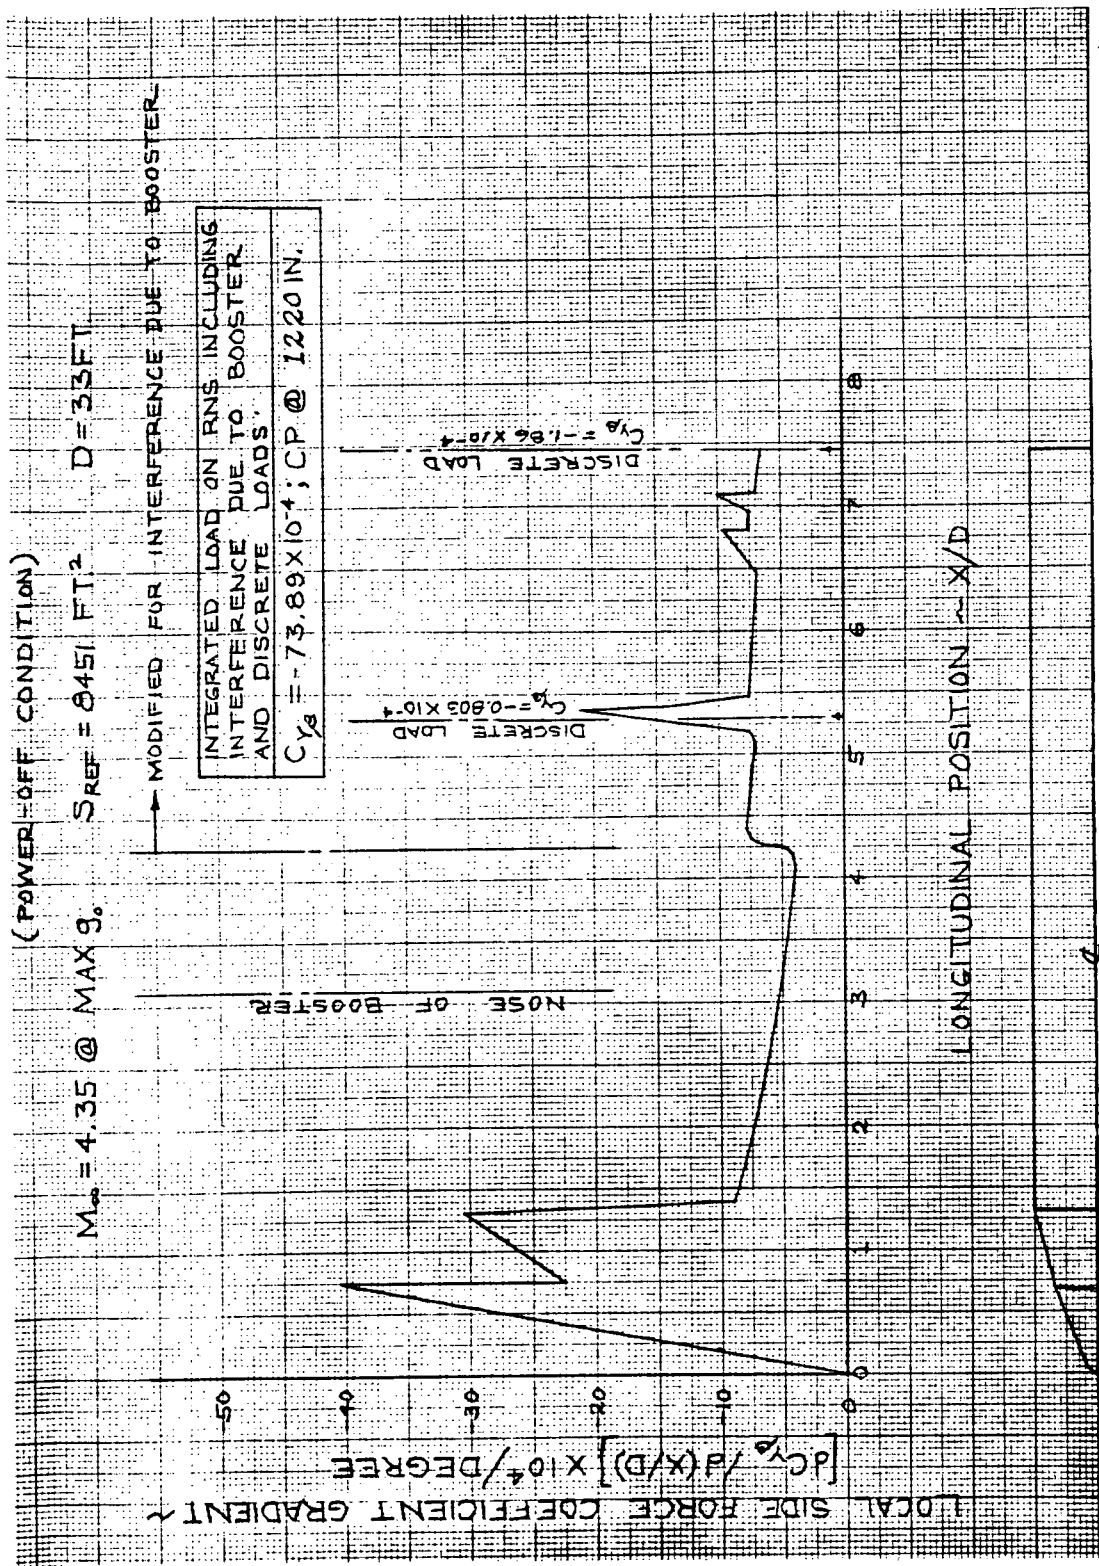 (POWER-OFF CONDITION)
M∞ = 4.35 @ MAX q₀ SREF = 8451 FT² D = 33FT
MODIFIED FOR INTERFERENCE DUE TO BOOSTER
INTEGRATED LOAD ON RNS INCLUDING
INTERFERENCE DUE TO BOOSTER
AND DISCRETE LOADS.
Cyβ = -73.89 X 10⁻⁴; CP @ 1220 IN.
NOSE OF BOOSTER
DISCRETE LOAD
Cyβ = -0.803 X 10⁻⁴
DISCRETE LOAD
Cyβ = -1.86 X 10⁻⁴
LOCAL SIDE FORCE COEFFICIENT GRADIENT ~
[dCyβ/d(X/D)] X 10⁴/DEGREE
-50
-40
-30
-20
-10
0
0 1 2 3 4 5 6 7 8
LONGITUDINAL POSITION ~ X/D